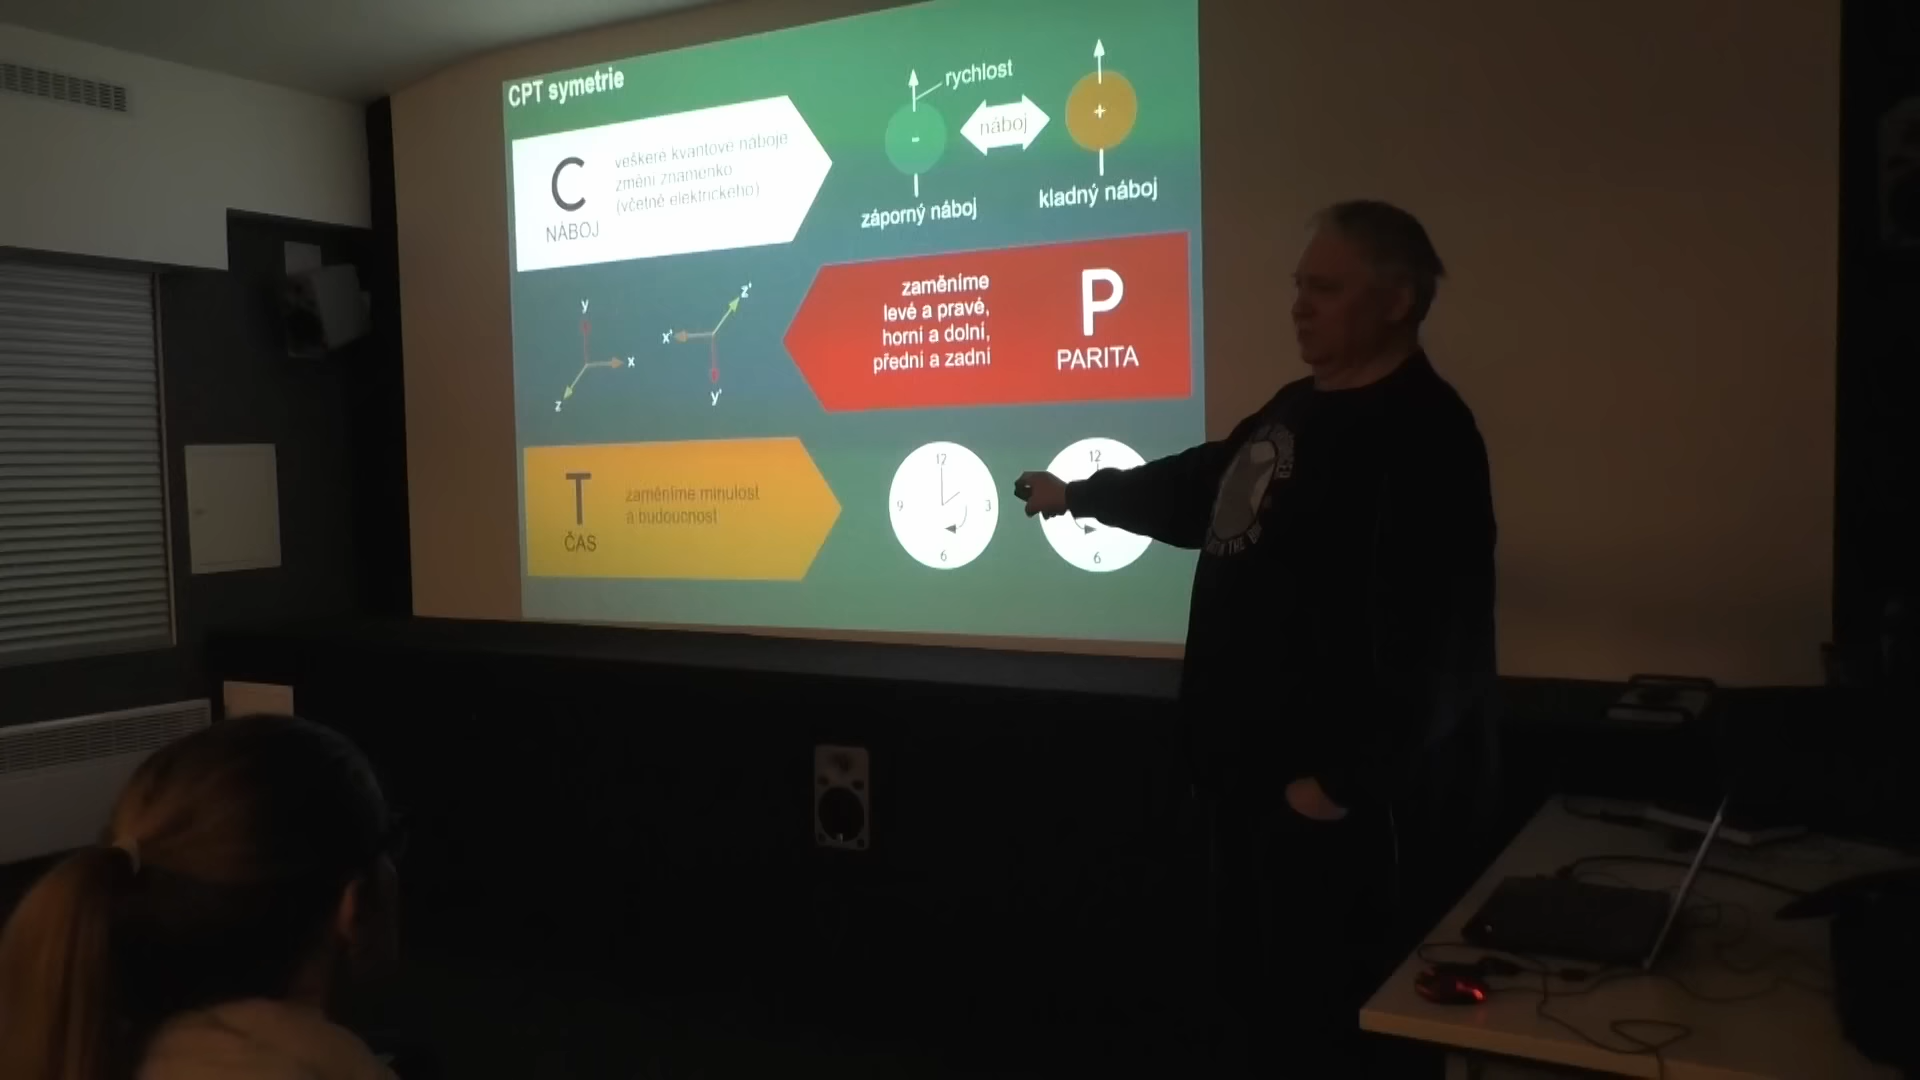 CPT symetrie
C
NÁBOJ
veškeré kvantové náboje
změní znaménko
(včetně elektrického)
rychlost
-
náboj
+
záporný náboj
kladný náboj
y
x
z
z'
x'
y'
zaměníme
levé a pravé,
horní a dolní,
přední a zadní
P
PARITA
T
ČAS
zaměníme minulost
a budoucnost
12
9
3
6
12
6